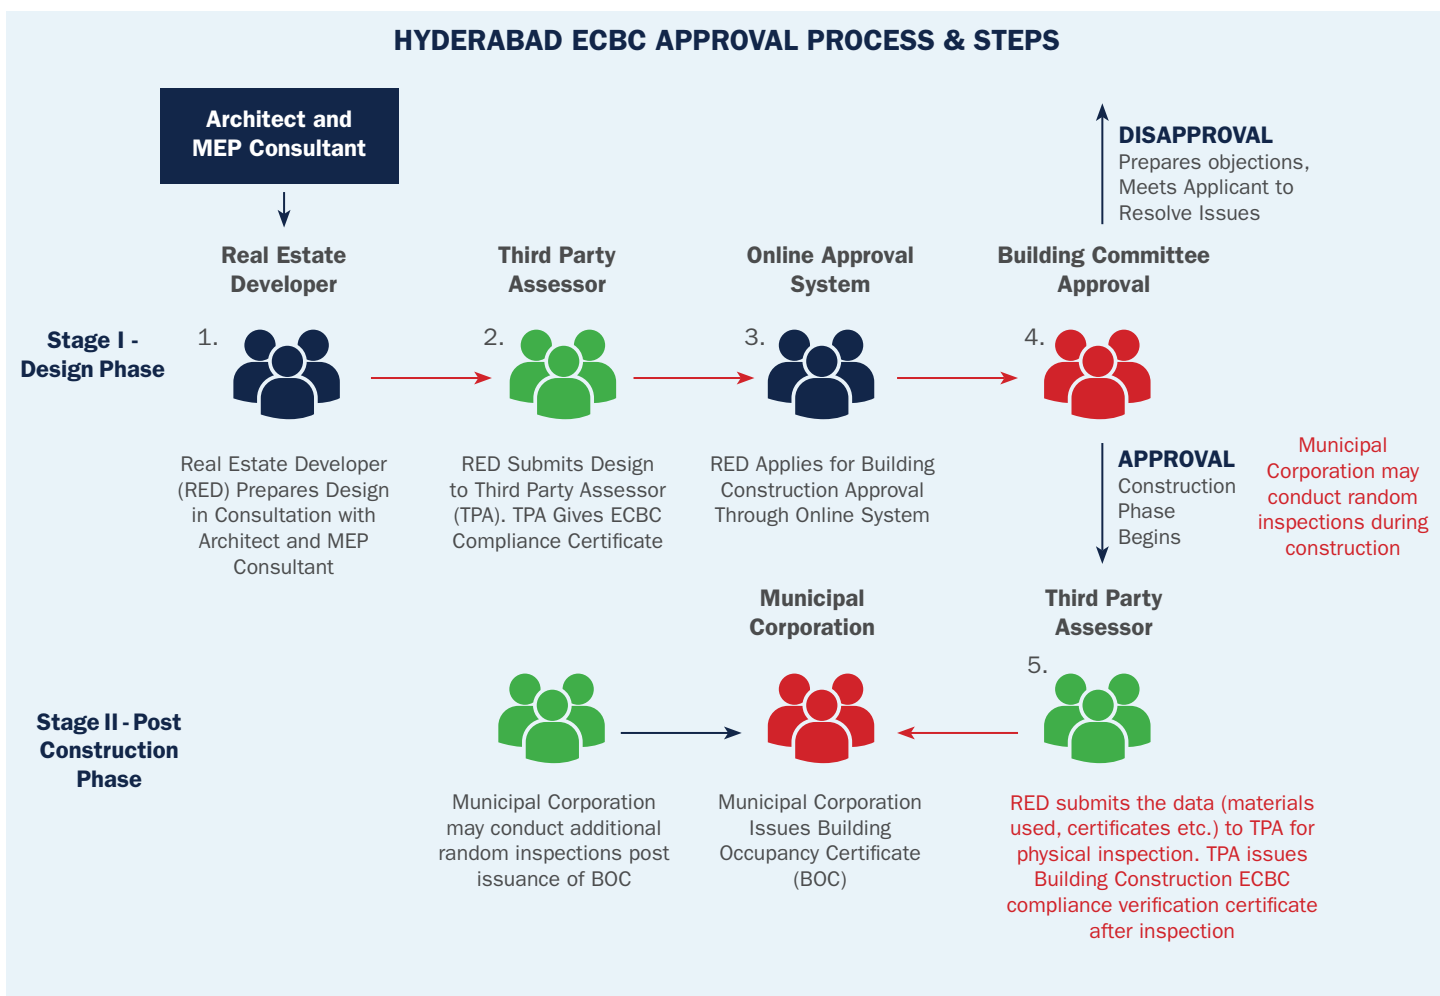 HYDERABAD ECBC APPROVAL PROCESS & STEPS
Architect and
MEP Consultant
DISAPPROVAL
Prepares objections,
Meets Applicant to
Resolve Issues
Real Estate
Developer
Third Party
Assessor
Online Approval
System
Building Committee
Approval
Stage I -
Design Phase
1.
2.
3.
4.
Real Estate Developer
(RED) Prepares Design
in Consultation with
Architect and MEP
Consultant
RED Submits Design
to Third Party Assessor
(TPA). TPA Gives ECBC
Compliance Certificate
RED Applies for Building
Construction Approval
Through Online System
APPROVAL
Construction
Phase
Begins
Municipal
Corporation may
conduct random
inspections during
construction
Municipal
Corporation
Third Party
Assessor
5.
Stage II - Post
Construction
Phase
Municipal Corporation
may conduct additional
random inspections post
issuance of BOC
Municipal Corporation
Issues Building
Occupancy Certificate
(BOC)
RED submits the data (materials
used, certificates etc.) to TPA for
physical inspection. TPA issues
Building Construction ECBC
compliance verification certificate
after inspection